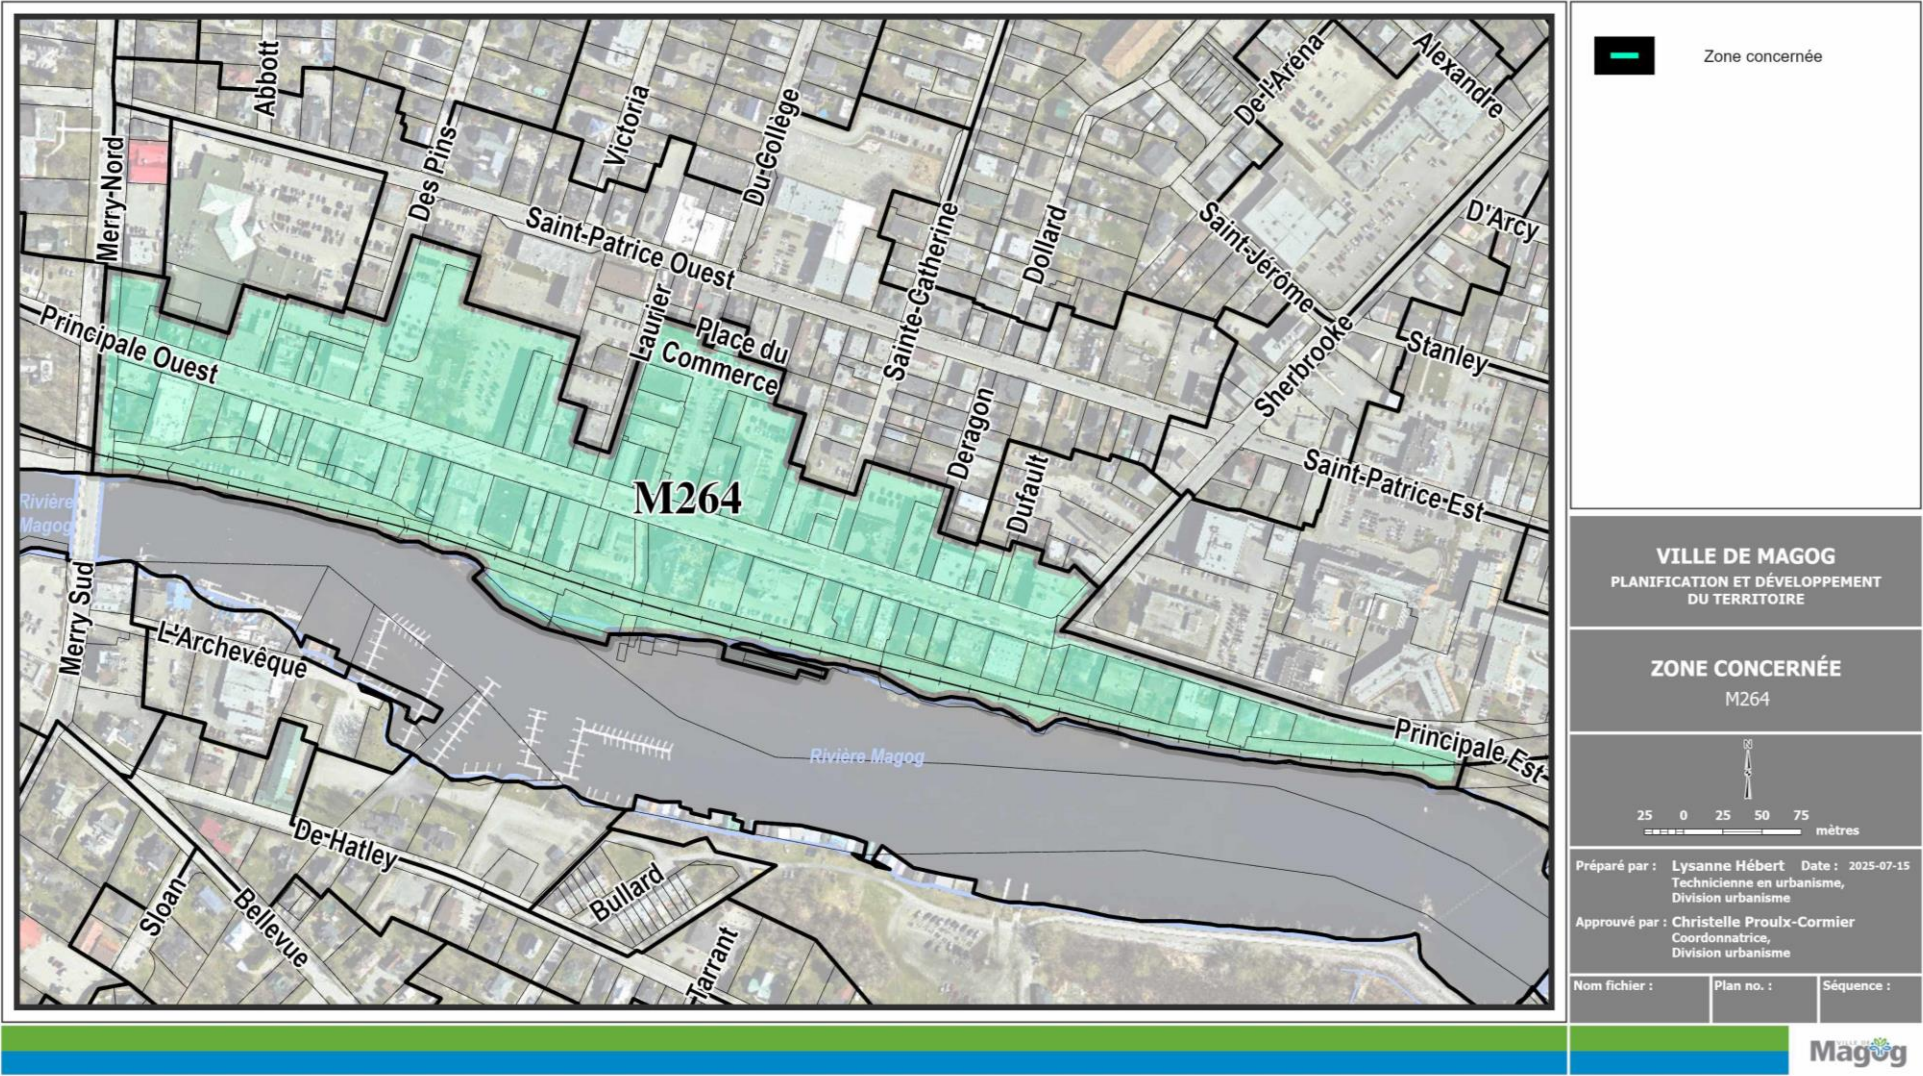 Abbott
Victoria
De-l'Aréna
Alexandre
Merry-Nord
Des Pins
Du-Collège
Saint-Patrice Ouest
Sainte-Catherine
Dollard
Saint-Jérôme
D'Arcy
Principale Ouest
Laurier
Place du
Commerce
Sherbrooke
Stanley
Deragon
Dufault
Saint-Patrice-Est
M264
Rivière
Magog
Merry Sud
L'Archevêque
Rivière Magog
Principale Est
De-Hatley
Bullard
Sloan
Bellevue
Tarrant
Zone concernée
VILLE DE MAGOG
PLANIFICATION ET DÉVELOPPEMENT
DU TERRITOIRE
ZONE CONCERNÉE
M264
N
25 0 25 50 75
mètres
Préparé par : Lysanne Hébert Date : 2025-07-15
Technicienne en urbanisme,
Division urbanisme
Approuvé par : Christelle Proulx-Cormier
Coordonnatrice,
Division urbanisme
Nom fichier : Plan no. : Séquence :
VILLE DE
Magog